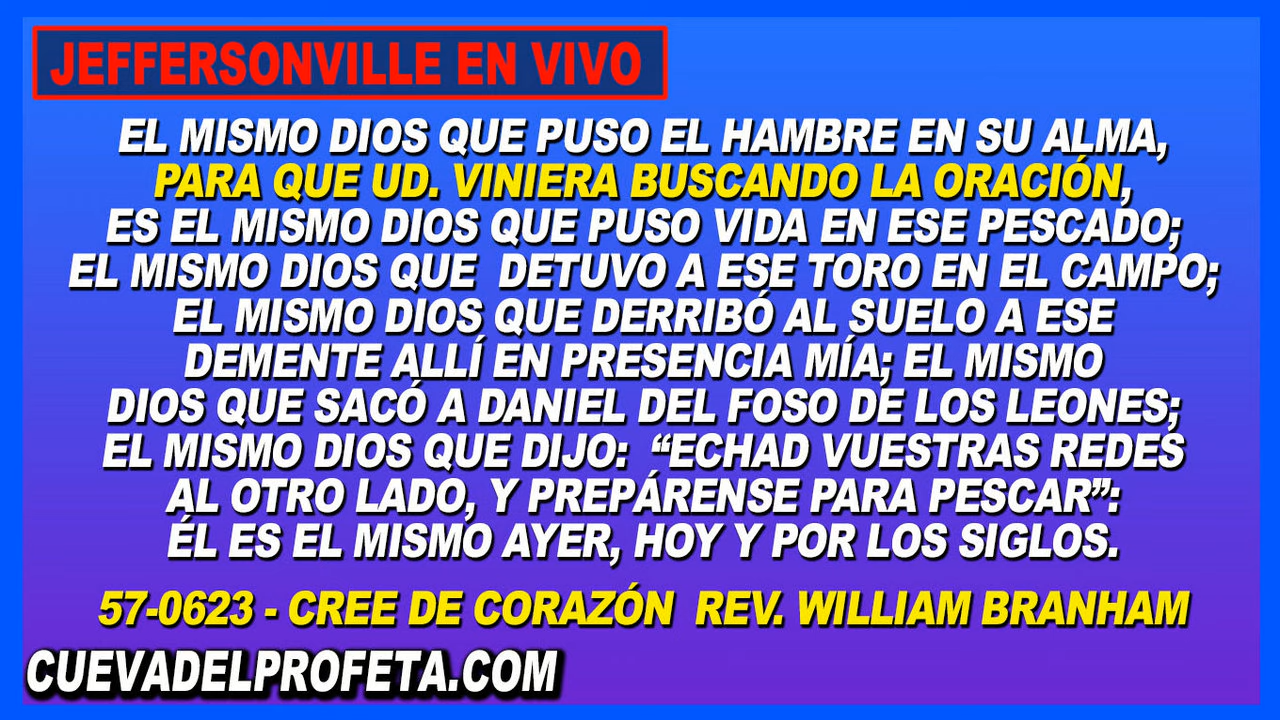 JEFFERSONVILLE EN VIVO
EL MISMO DIOS QUE PUSO EL HAMBRE EN SU ALMA,
PARA QUE UD. VINIERA BUSCANDO LA ORACIÓN,
ES EL MISMO DIOS QUE PUSO VIDA EN ESE PESCADO;
EL MISMO DIOS QUE DETUVO A ESE TORO EN EL CAMPO;
EL MISMO DIOS QUE DERRIBÓ AL SUELO A ESE
DEMENTE ALLÍ EN PRESENCIA MÍA; EL MISMO
DIOS QUE SACÓ A DANIEL DEL FOSO DE LOS LEONES;
EL MISMO DIOS QUE DIJO: “ECHAD VUESTRAS REDES
AL OTRO LADO, Y PREPÁRENSE PARA PESCAR”:
ÉL ES EL MISMO AYER, HOY Y POR LOS SIGLOS.
57-0623 - CREE DE CORAZÓN REV. WILLIAM BRANHAM
CUEVADELPROFETA.COM